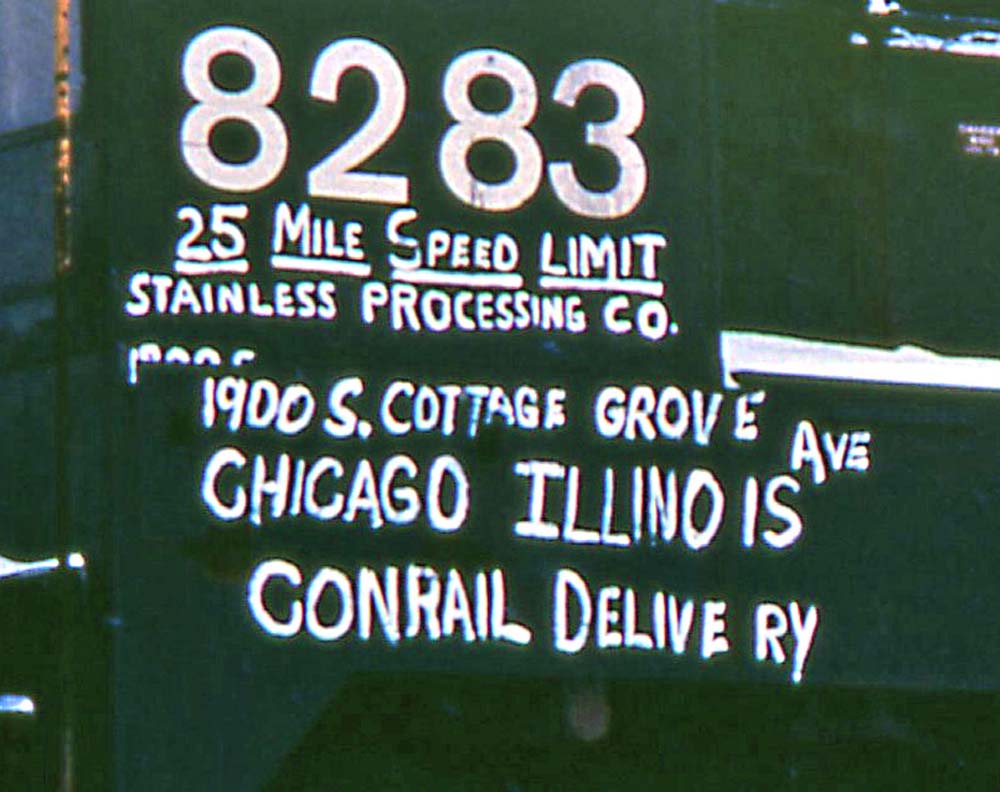 8283
25 MILE SPEED LIMIT
STAINLESS PROCESSING CO.
1900 S. COTTAGE GROVE AVE
CHICAGO ILLINOIS
CONRAIL DELIVERY